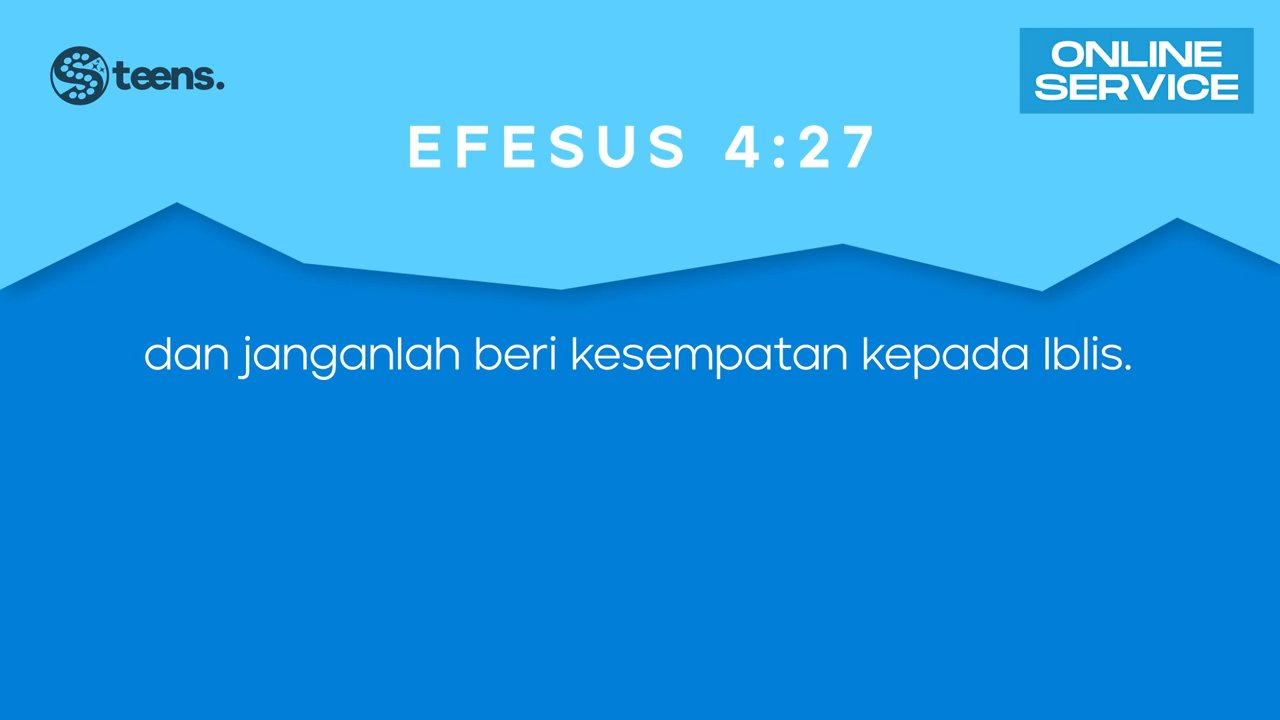 teens.
ONLINE
SERVICE
EFESUS 4:27
dan janganlah beri kesempatan kepada Iblis.